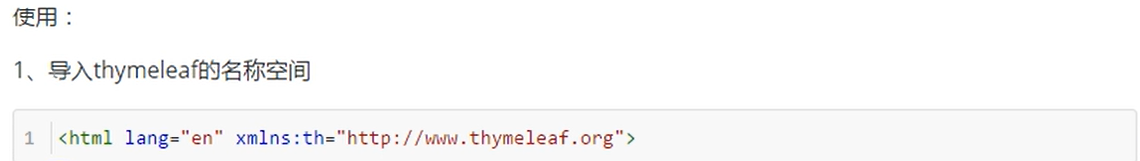 使用：
1、导入thymeleaf的名称空间
1 <html lang="en" xmlns:th="http://www.thymeleaf.org">